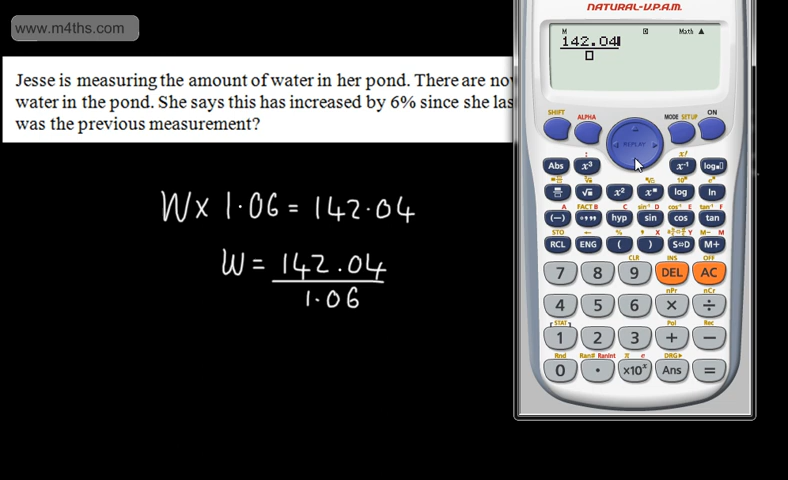 www.m4ths.com
Jesse is measuring the amount of water in her pond. There are
water in the pond. She says this has increased by 6% since she
was the previous measurement?
W x 1.06 = 142.04
W = 142.04
1.06
NATURAL-V.P.A.M.
M D Math ▲
142.04
SHIFT ALPHA REPLAY MODE SETUP ON
Abs x³ x⁻¹ log
x² log ln
(−) hyp sin cos tan
RCL ENG ( ) S⇔D M+
7 8 9 DEL AC
4 5 6 × ÷
1 2 3 + −
0 . ×10ˣ Ans =